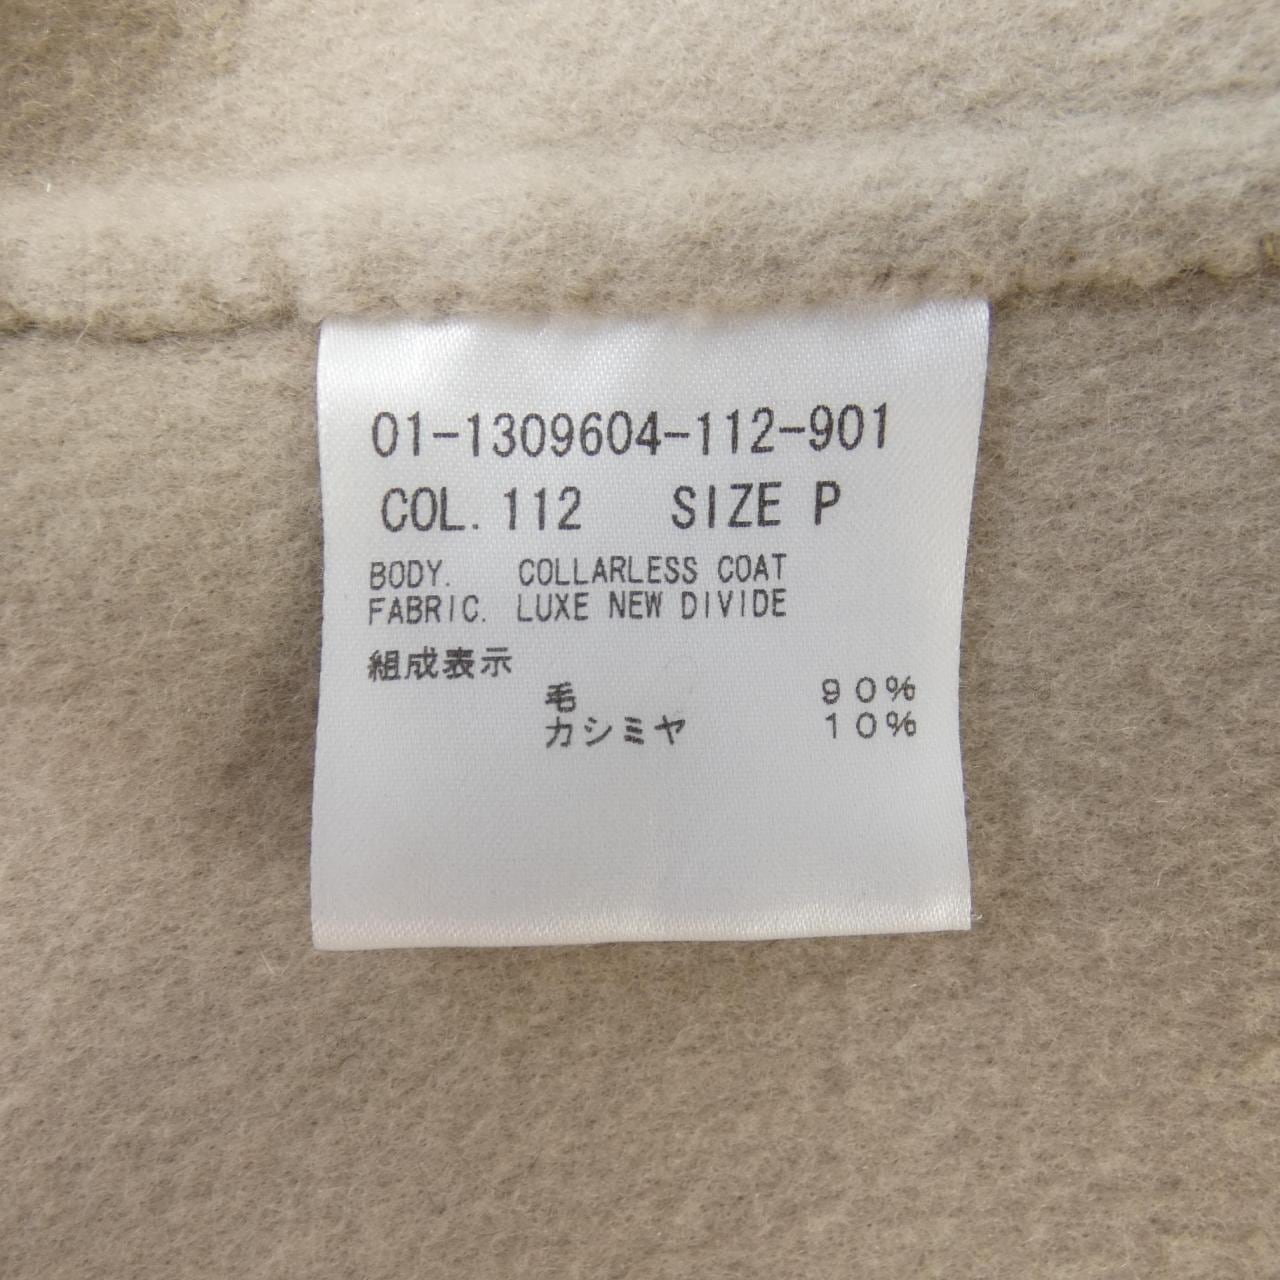 01-1309604-112-901
COL. 112 SIZE P
BODY. COLLARLESS COAT
FABRIC. LUXE NEW DIVIDE
組成表示
毛 90%
カシミヤ 10%